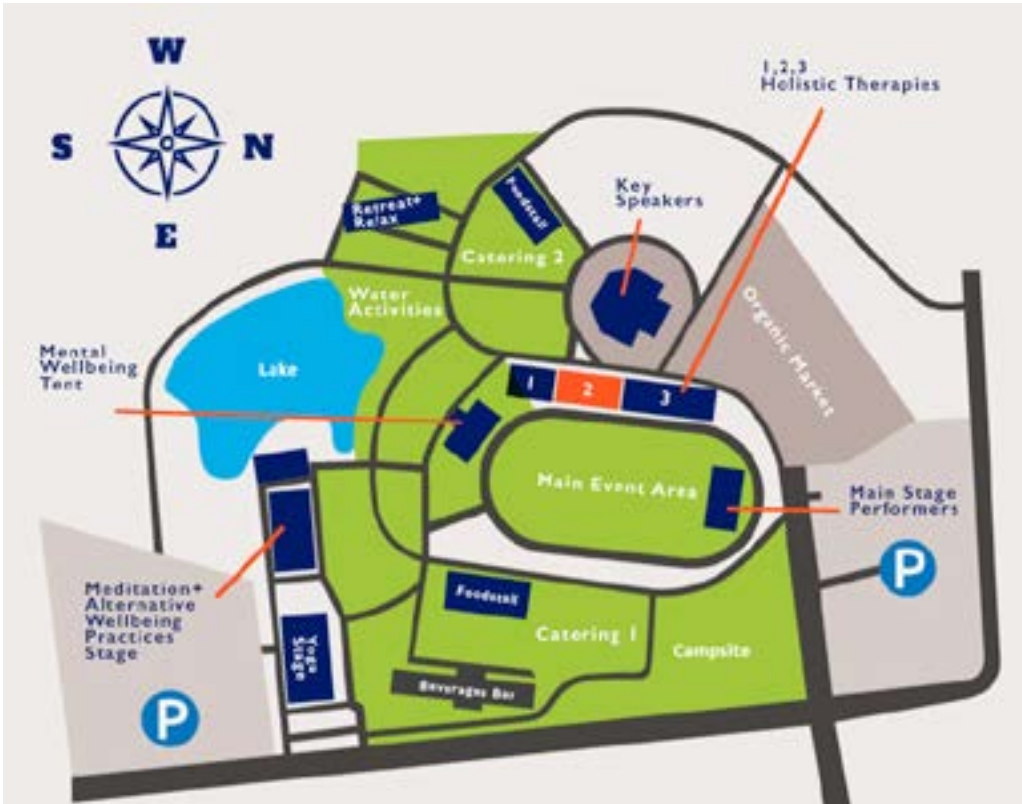 W
S
N
E
1,2,3
Holistic Therapies
Key
Speakers
Retreat+
Relax
Foodstall
Catering 2
Water
Activities
Organic Market
Mental
Wellbeing
Tent
Lake
1
2
3
Main Event Area
Main Stage
Performers
P
Meditation+
Alternative
Wellbeing
Practices
Stage
Foodstall
Catering 1
Campsite
Yoga
Stage
Beverages Bar
P